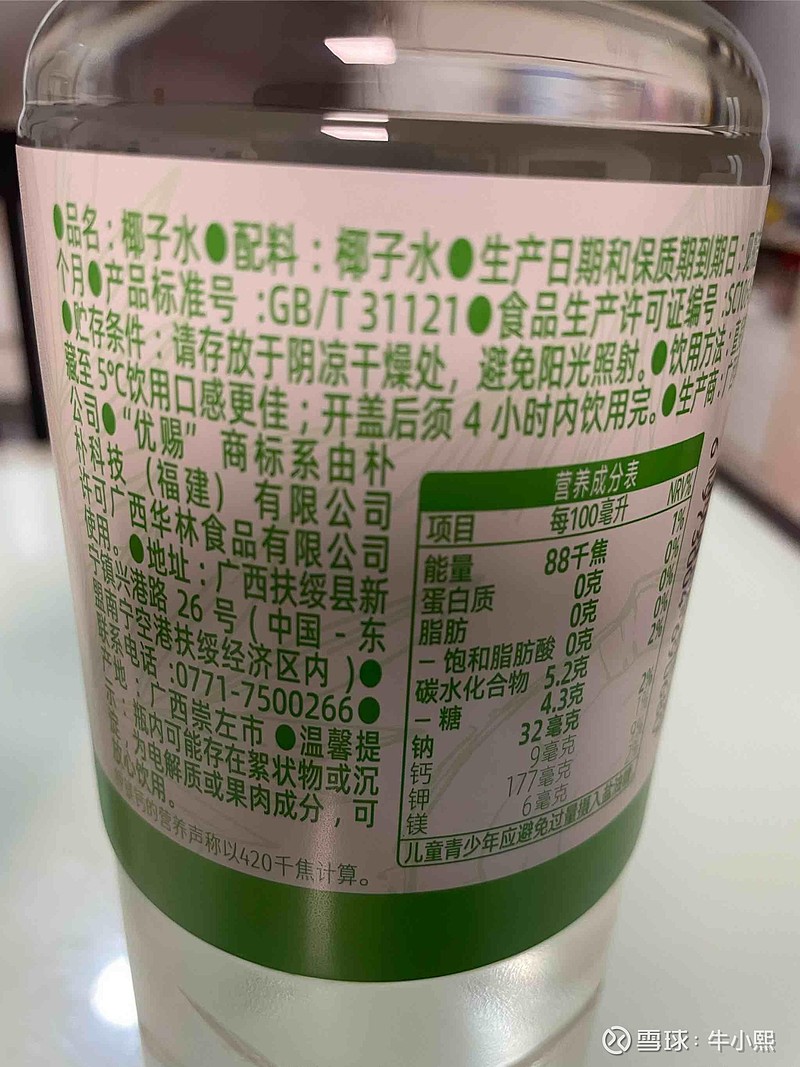 ●品名：椰子水●配料：椰子水●生产日期和保质期到期日：见
个月●产品标准号：GB/T 31121●食品生产许可证编号：SC10
●贮存条件：请存放于阴凉干燥处，避免阳光照射。●饮用方法：直
藏至 5℃饮用口感更佳；开盖后须 4 小时内饮用完。●生产商：广
公司●“优赐” 商标系由朴
朴科技（福建）有限公司
许可广西华林食品有限公司
使用。●地址：广西扶绥县新
宁镇兴港路 26 号（中国-东
盟南宁空港扶绥经济区内）●
联系电话：0771-7500266●
产地：广西崇左市●温馨提
示：瓶内可能存在絮状物或沉
淀，为电解质或果肉成分，可
放心饮用。
钙的营养声称以420千焦计算。
营养成分表
项目 每100毫升 NRV%
能量 88千焦 1%
蛋白质 0克 0%
脂肪 0克 0%
－饱和脂肪酸 0克 0%
碳水化合物 5.2克 2%
－糖 4.3克
钠 32毫克 2%
钙 9毫克 1%
钾 177毫克 9%
镁 6毫克
儿童青少年应避免过量摄入盐油糖
雪球：牛小熙